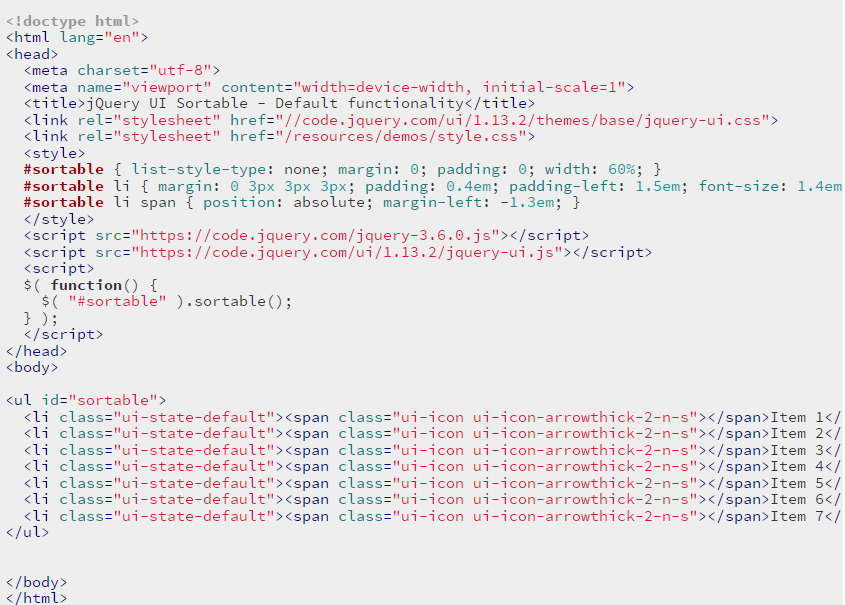 <!doctype html>
<html lang="en">
<head>
  <meta charset="utf-8">
  <meta name="viewport" content="width=device-width, initial-scale=1">
  <title>jQuery UI Sortable - Default functionality</title>
  <link rel="stylesheet" href="//code.jquery.com/ui/1.13.2/themes/base/jquery-ui.css">
  <link rel="stylesheet" href="/resources/demos/style.css">
  <style>
  #sortable { list-style-type: none; margin: 0; padding: 0; width: 60%; }
  #sortable li { margin: 0 3px 3px 3px; padding: 0.4em; padding-left: 1.5em; font-size: 1.4em
  #sortable li span { position: absolute; margin-left: -1.3em; }
  </style>
  <script src="https://code.jquery.com/jquery-3.6.0.js"></script>
  <script src="https://code.jquery.com/ui/1.13.2/jquery-ui.js"></script>
  <script>
  $( function() {
    $( "#sortable" ).sortable();
  } );
  </script>
</head>
<body>

<ul id="sortable">
  <li class="ui-state-default"><span class="ui-icon ui-icon-arrowthick-2-n-s"></span>Item 1</
  <li class="ui-state-default"><span class="ui-icon ui-icon-arrowthick-2-n-s"></span>Item 2</
  <li class="ui-state-default"><span class="ui-icon ui-icon-arrowthick-2-n-s"></span>Item 3</
  <li class="ui-state-default"><span class="ui-icon ui-icon-arrowthick-2-n-s"></span>Item 4</
  <li class="ui-state-default"><span class="ui-icon ui-icon-arrowthick-2-n-s"></span>Item 5</
  <li class="ui-state-default"><span class="ui-icon ui-icon-arrowthick-2-n-s"></span>Item 6</
  <li class="ui-state-default"><span class="ui-icon ui-icon-arrowthick-2-n-s"></span>Item 7</
</ul>


</body>
</html>